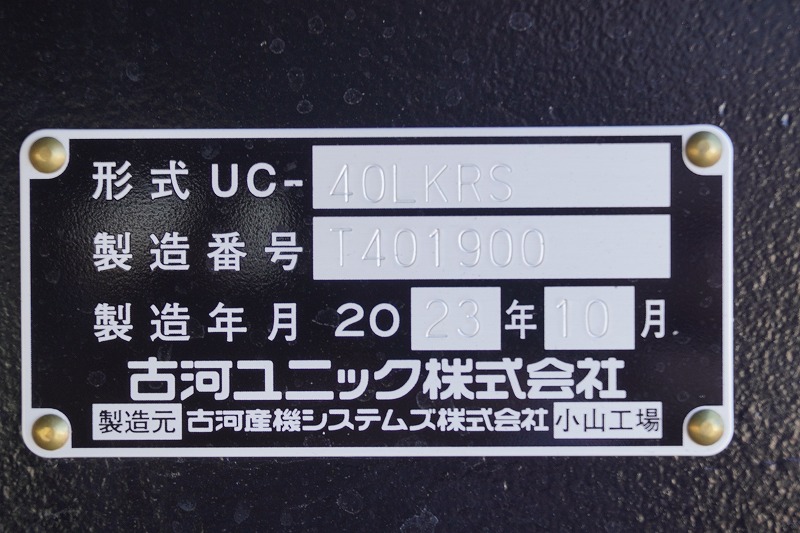 形式 UC- 40LKRS
製造番号 T401900
製造年月 2023年10月.
古河ユニック株式会社
製造元 古河産機システムズ株式会社 小山工場